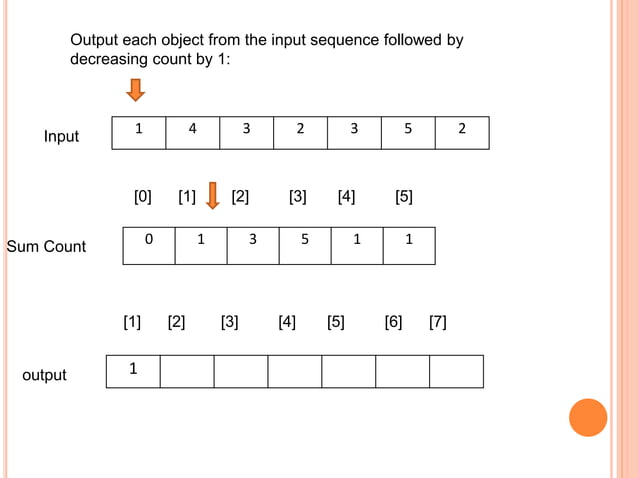 Output each object from the input sequence followed by
decreasing count by 1:
Input
1 4 3 2 3 5 2
[0] [1] [2] [3] [4] [5]
Sum Count
0 1 3 5 1 1
[1] [2] [3] [4] [5] [6] [7]
output
1